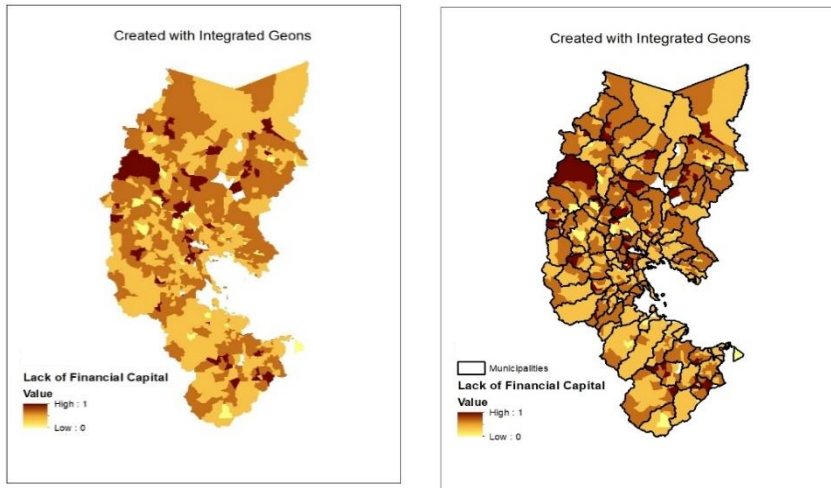 Created with Integrated Geons
Lack of Financial Capital
Value
High : 1
Low : 0
Created with Integrated Geons
Municipalities
Lack of Financial Capital
Value
High : 1
Low : 0